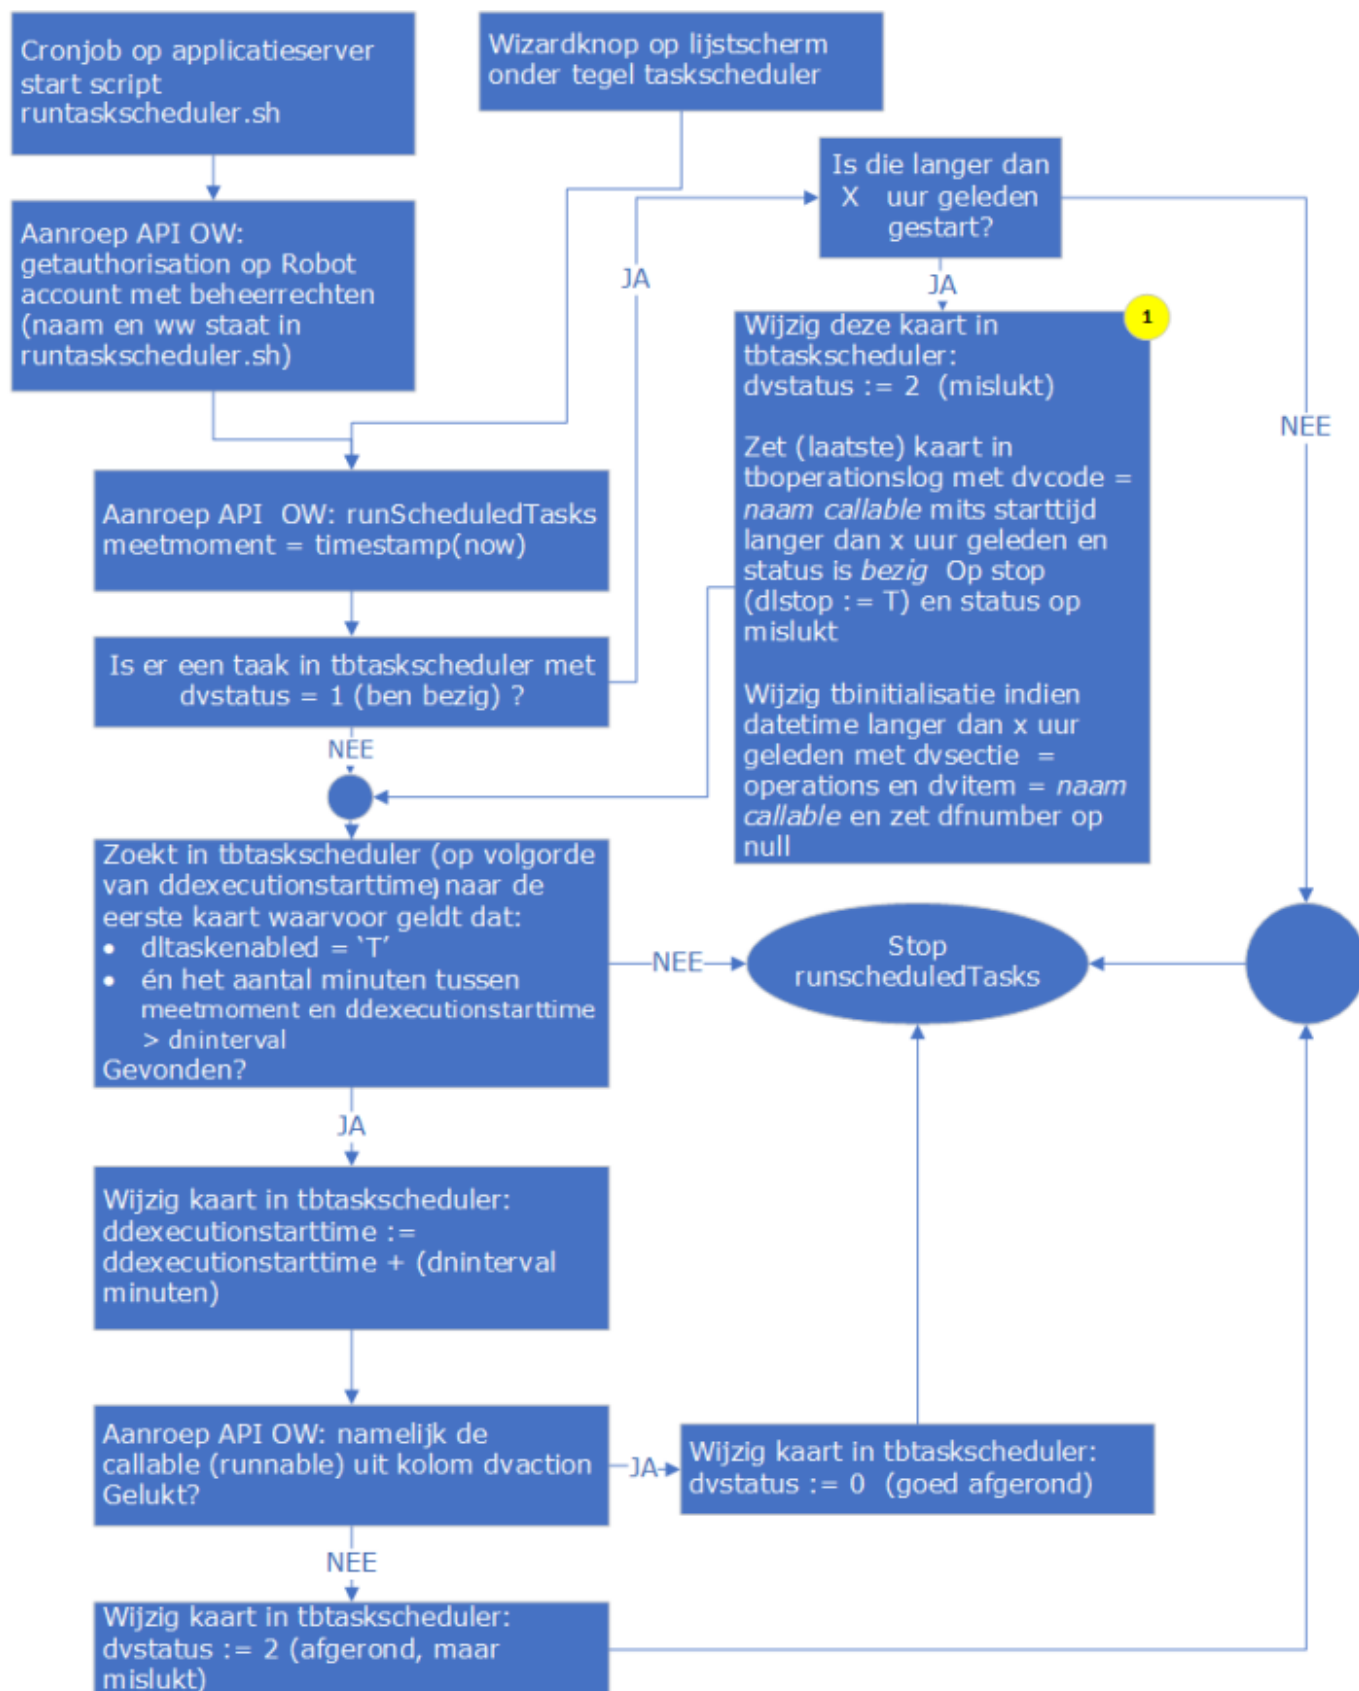 Cronjob op applicatieserver
start script
runtaskscheduler.sh
Wizardknop op lijstscherm
onder tegel taskscheduler
Is die langer dan
X uur geleden
gestart?
Aanroep API OW:
getauthorisation op Robot
account met beheerrechten
(naam en ww staat in
runtaskscheduler.sh)
JA
JA
1
Wijzig deze kaart in
tbtaskscheduler:
dvstatus := 2 (mislukt)
Zet (laatste) kaart in
tboperationslog met dvcode =
naam callable mits starttijd
langer dan x uur geleden en
status is bezig Op stop
(dlstop := T) en status op
mislukt
Wijzig tbinitialisatie indien
datetime langer dan x uur
geleden met dvsectie =
operations en dvitem = naam
callable en zet dfnumber op
null
NEE
Aanroep API OW: runScheduledTasks
meetmoment = timestamp(now)
Is er een taak in tbtaskscheduler met
dvstatus = 1 (ben bezig) ?
NEE
Zoekt in tbtaskscheduler (op volgorde
van ddexecutionstarttime) naar de
eerste kaart waarvoor geldt dat:
• dltaskenabled = ‘T’
• én het aantal minuten tussen
meetmoment en ddexecutionstarttime
> dninterval
Gevonden?
NEE
Stop
runscheduledTasks
JA
Wijzig kaart in tbtaskscheduler:
ddexecutionstarttime :=
ddexecutionstarttime + (dninterval
minuten)
Aanroep API OW: namelijk de
callable (runnable) uit kolom dvaction
Gelukt?
JA
Wijzig kaart in tbtaskscheduler:
dvstatus := 0 (goed afgerond)
NEE
Wijzig kaart in tbtaskscheduler:
dvstatus := 2 (afgerond, maar
mislukt)